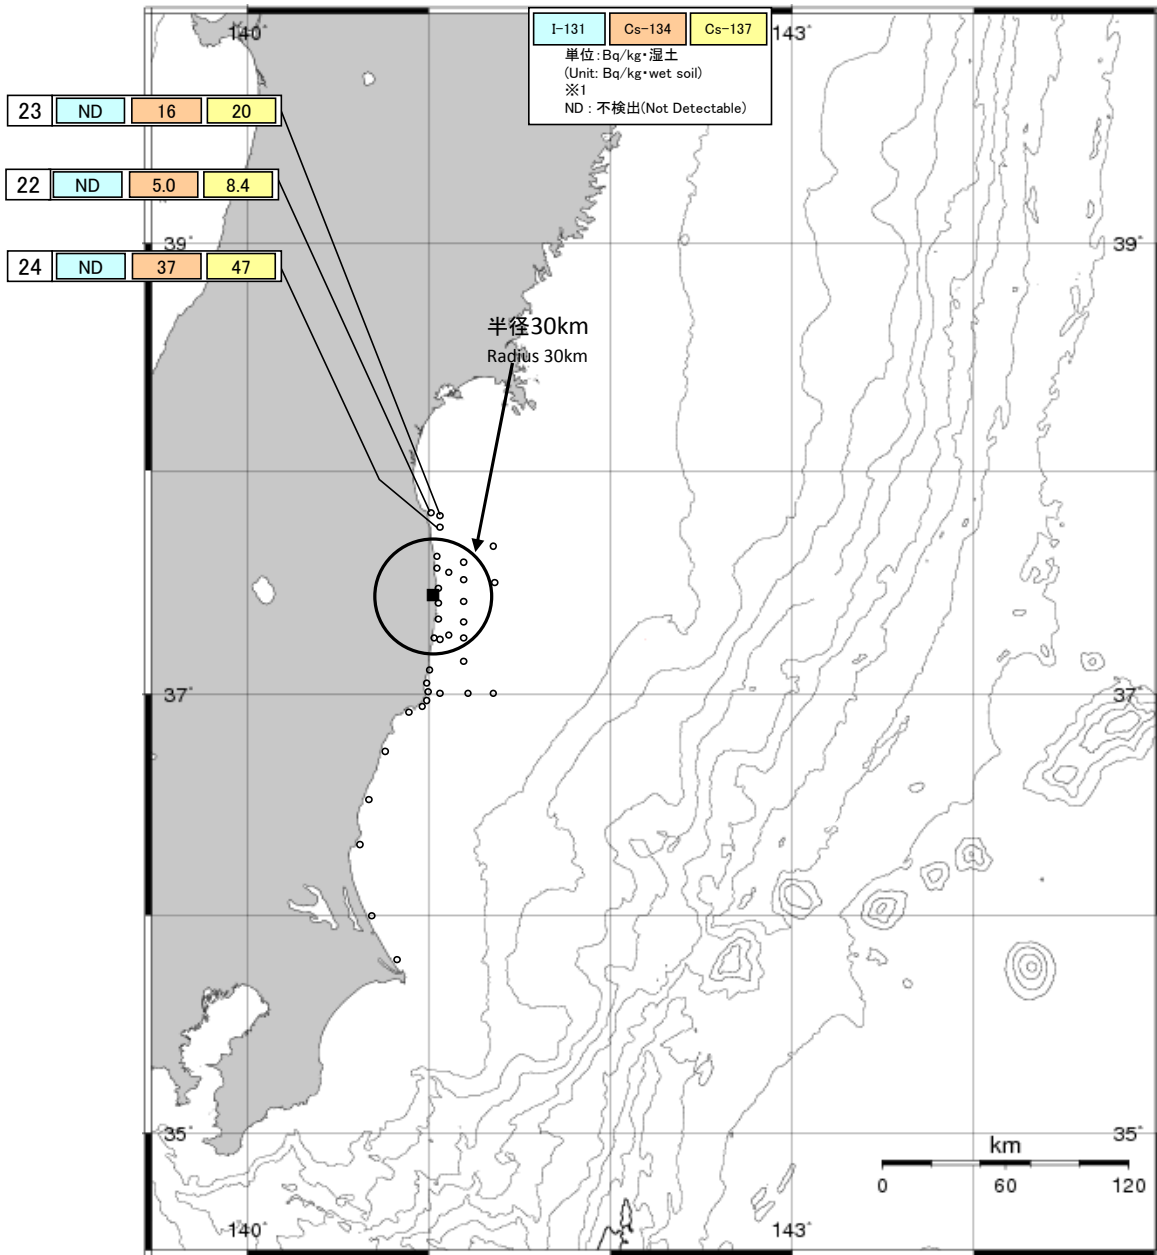 140° 143°
I-131 Cs-134 Cs-137
単位:Bq/kg・湿土
(Unit: Bq/kg・wet soil)
※1
ND : 不検出(Not Detectable)
23 ND 16 20
22 ND 5.0 8.4
39° 39°
24 ND 37 47
半径30km
Radius 30km
37° 37°
35° 35°
km
0 60 120
140° 143°